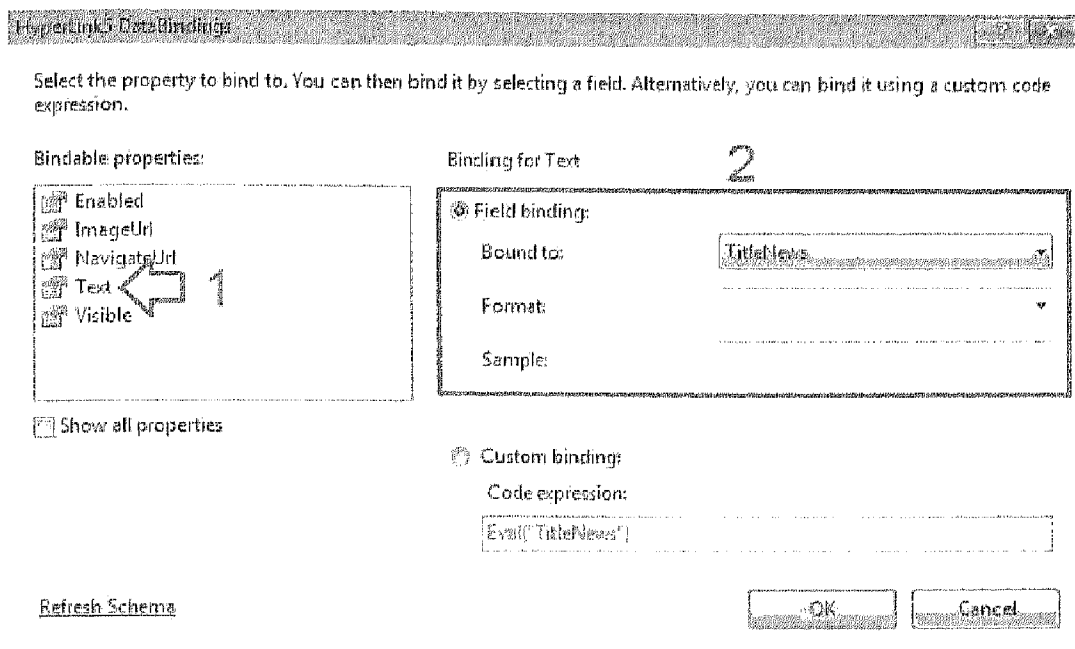 HyperLink5 DataBindings
Select the property to bind to. You can then bind it by selecting a field. Alternatively, you can bind it using a custom code
expression.
Bindable properties:
Binding for Text
2
Enabled
ImageUrl
NavigateUrl
Text
1
Visible
Field binding:
Bound to:
TitleNews
Format:
Sample:
Show all properties
Custom binding:
Code expression:
Eval("TitleNews")
Refresh Schema
OK
Cancel